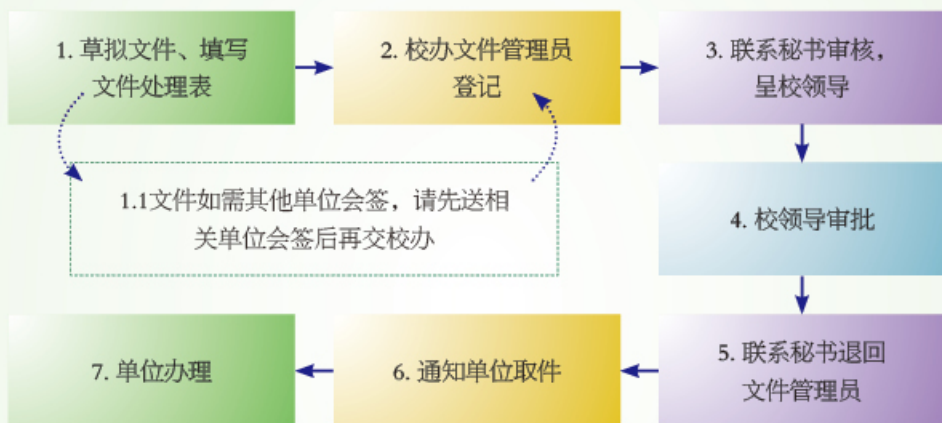 1. 草拟文件、填写
文件处理表
2. 校办文件管理员
登记
3. 联系秘书审核，
呈校领导
1.1文件如需其他单位会签，请先送相
关单位会签后再交校办
4. 校领导审批
5. 联系秘书退回
文件管理员
6. 通知单位取件
7. 单位办理